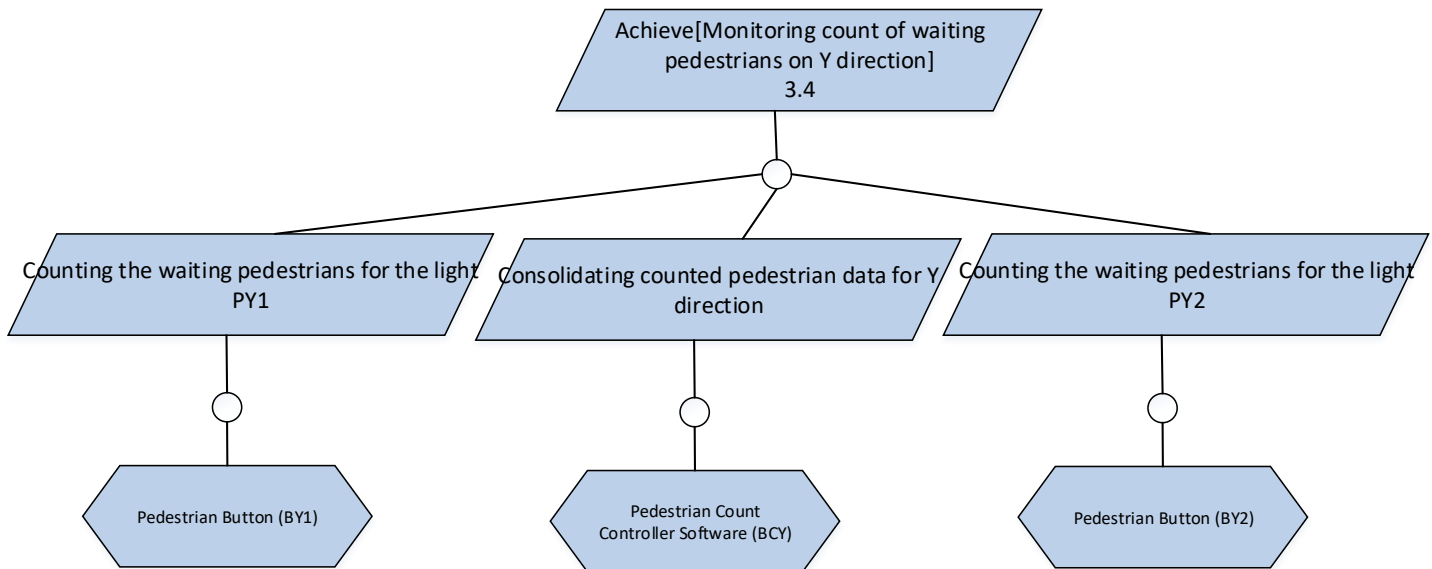 Achieve[Monitoring count of waiting
pedestrians on Y direction]
3.4
Counting the waiting pedestrians for the light
PY1
Consolidating counted pedestrian data for Y
direction
Counting the waiting pedestrians for the light
PY2
Pedestrian Button (BY1)
Pedestrian Count
Controller Software (BCY)
Pedestrian Button (BY2)